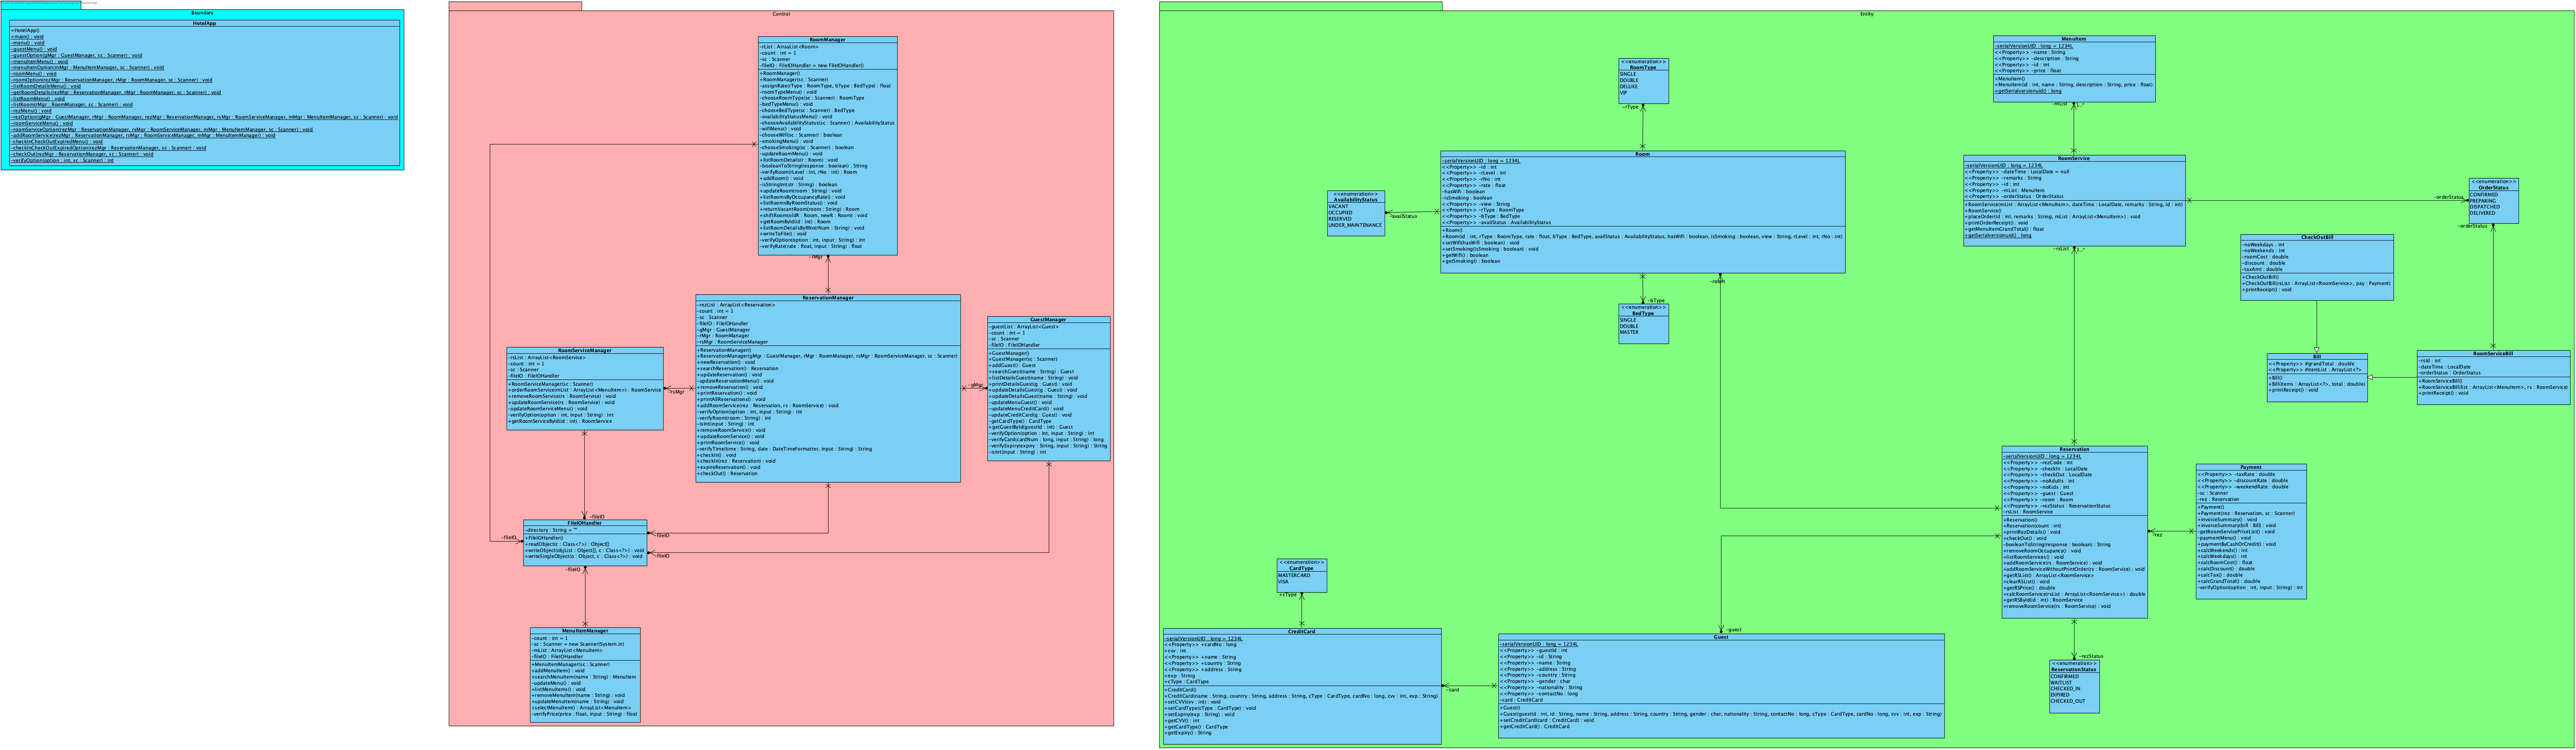 Boundary
HotelApp
+HotelApp()
+main() : void
-menu() : void
-guestMenu() : void
-guestOption(gMgr : GuestManager, sc : Scanner) : void
-menuItemMenu() : void
-menuItemOption(mMgr : MenuItemManager, sc : Scanner) : void
-roomMenu() : void
-roomOption(rezMgr : ReservationManager, rMgr : RoomManager, sc : Scanner) : void
-listRoomDetailsMenu() : void
-getRoomDetails(rezMgr : ReservationManager, rMgr : RoomManager, sc : Scanner) : void
-listRoomMenu() : void
-listRoom(rMgr : RoomManager, sc : Scanner) : void
-rezMenu() : void
-rezOption(gMgr : GuestManager, rMgr : RoomManager, rezMgr : ReservationManager, rsMgr : RoomServiceManager, mMgr : MenuItemManager, sc : Scanner) : void
-roomServiceMenu() : void
-roomServiceOption(rezMgr : ReservationManager, rsMgr : RoomServiceManager, mMgr : MenuItemManager, sc : Scanner) : void
-addRoomService(rezMgr : ReservationManager, rsMgr : RoomServiceManager, mMgr : MenuItemManager) : void
-checkInCheckOutExpiredMenu() : void
-checkInCheckOutExpiredOption(rezMgr : ReservationManager, sc : Scanner) : void
-checkOut(rezMgr : ReservationManager, sc : Scanner) : void
-verifyOption(option : int, sc : Scanner) : int
Control
RoomManager
-rList : ArrayList<Room>
-count : int = 1
-sc : Scanner
-fileIO : FileIOHandler = new FileIOHandler()
+RoomManager()
+RoomManager(sc : Scanner)
-assignRate(rType : RoomType, bType : BedType) : float
-roomTypeMenu() : void
-chooseRoomType(sc : Scanner) : RoomType
-bedTypeMenu() : void
-chooseBedType(sc : Scanner) : BedType
-availabilityStatusMenu() : void
-chooseAvailabilityStatus(sc : Scanner) : AvailabilityStatus
-wifiMenu() : void
-chooseWifi(sc : Scanner) : boolean
-smokingMenu() : void
-chooseSmoking(sc : Scanner) : boolean
-updateRoomMenu() : void
+listRoomDetails(r : Room) : void
-booleanToString(response : boolean) : String
-verifyRoom(rLevel : int, rNo : int) : Room
+addRoom() : void
-isStringInt(str : String) : boolean
+updateRoom(room : String) : void
+listRoomsByOccupancyRate() : void
+listRoomsByRoomStatus() : void
+returnVacantRoom(room : String) : Room
+shiftRoom(oldR : Room, newR : Room) : void
+getRoomById(id : int) : Room
+listRoomDetailsByRNo(rNum : String) : void
+writeToFile() : void
-verifyOption(option : int, input : String) : int
-verifyRate(rate : float, input : String) : float
-rMgr
ReservationManager
-rezList : ArrayList<Reservation>
-count : int = 1
-sc : Scanner
-fileIO : FileIOHandler
-gMgr : GuestManager
-rMgr : RoomManager
-rsMgr : RoomServiceManager
+ReservationManager()
+ReservationManager(gMgr : GuestManager, rMgr : RoomManager, rsMgr : RoomServiceManager, sc : Scanner)
+newReservation() : void
+searchReservation() : Reservation
+updateReservation() : void
-updateReservationMenu() : void
+removeReservation() : void
+printReservation() : void
+printAllReservations() : void
+addRoomService(rez : Reservation, rs : RoomService) : void
-verifyOption(option : int, input : String) : int
-verifyRoom(room : String) : int
-isInt(input : String) : int
+removeRoomService() : void
+updateRoomService() : void
+printRoomService() : void
-verifyTime(time : String, date : DateTimeFormatter, input : String) : String
+checkIn() : void
+checkIn(rez : Reservation) : void
+expireReservation() : void
+checkOut() : Reservation
GuestManager
-guestList : ArrayList<Guest>
-count : int = 1
-sc : Scanner
-fileIO : FileIOHandler
+GuestManager()
+GuestManager(sc : Scanner)
+addGuest() : Guest
+searchGuest(name : String) : Guest
+listDetailsGuest(name : String) : void
-printDetailsGuest(g : Guest) : void
+updateDetailsGuest(g : Guest) : void
+updateDetailsGuest(name : String) : void
-updateMenuGuest() : void
-updateMenuCreditCard() : void
-updateCreditCard(g : Guest) : void
-getCardType() : CardType
+getGuestById(guestId : int) : Guest
-verifyOption(option : int, input : String) : int
-verifyCard(cardNum : long, input : String) : long
-verifyExpiry(expiry : String, input : String) : String
-isInt(input : String) : int
-gMgr
RoomServiceManager
-rsList : ArrayList<RoomService>
-count : int = 1
-sc : Scanner
-fileIO : FileIOHandler
+RoomServiceManager(sc : Scanner)
+orderRoomService(mList : ArrayList<MenuItem>) : RoomService
+removeRoomService(rs : RoomService) : void
+updateRoomService(rs : RoomService) : void
-updateRoomServiceMenu() : void
-verifyOption(option : int, input : String) : int
+getRoomServiceById(id : int) : RoomService
-rsMgr
-fileIO
FileIOHandler
-directory : String = ""
+FileIOHandler()
+readObject(c : Class<?>) : Object[]
+writeObject(objList : Object[], c : Class<?>) : void
+writeSingleObject(o : Object, c : Class<?>) : void
-fileIO
-fileIO
-fileIO
-fileIO
MenuItemManager
-count : int = 1
-sc : Scanner = new Scanner(System.in)
-mList : ArrayList<MenuItem>
-fileIO : FileIOHandler
+MenuItemManager(sc : Scanner)
+addMenuItem() : void
+searchMenuItem(name : String) : MenuItem
-updateMenu() : void
+listMenuItems() : void
+removeMenuItem(name : String) : void
+updateMenuItem(name : String) : void
+selectMenuItem() : ArrayList<MenuItem>
-verifyPrice(price : float, input : String) : float
Entity
<<enumeration>>
RoomType
SINGLE
DOUBLE
DELUXE
VIP
-rType
MenuItem
-serialVersionUID : long = 1234L
<<Property>> -name : String
<<Property>> -description : String
<<Property>> -id : int
<<Property>> -price : float
+MenuItem()
+MenuItem(id : int, name : String, description : String, price : float)
+getSerialversionuid() : long
-mList
1..*
Room
-serialVersionUID : long = 1234L
<<Property>> -id : int
<<Property>> -rLevel : int
<<Property>> -rNo : int
<<Property>> -rate : float
-hasWifi : boolean
-isSmoking : boolean
<<Property>> -view : String
<<Property>> -rType : RoomType
<<Property>> -bType : BedType
<<Property>> -availStatus : AvailabilityStatus
+Room()
+Room(id : int, rType : RoomType, rate : float, bType : BedType, availStatus : AvailabilityStatus, hasWifi : boolean, isSmoking : boolean, view : String, rLevel : int, rNo : int)
+setWifi(hasWifi : boolean) : void
+setSmoking(isSmoking : boolean) : void
+getWifi() : boolean
+getSmoking() : boolean
<<enumeration>>
AvailabilityStatus
VACANT
OCCUPIED
RESERVED
UNDER_MAINTENANCE
-availStatus
RoomService
-serialVersionUID : long = 1234L
<<Property>> -dateTime : LocalDate = null
<<Property>> -remarks : String
<<Property>> -id : int
<<Property>> -mList : MenuItem
<<Property>> -orderStatus : OrderStatus
+RoomService(mList : ArrayList<MenuItem>, dateTime : LocalDate, remarks : String, id : int)
+RoomService()
+placeOrder(id : int, remarks : String, mList : ArrayList<MenuItem>) : void
+printOrderReceipt() : void
+getMenuItemGrandTotal() : float
+getSerialversionuid() : long
-rsList
1..*
<<enumeration>>
OrderStatus
CONFIRMED
PREPARING
DISPATCHED
DELIVERED
-orderStatus
-orderStatus
CheckOutBill
-noWeekdays : int
-noWeekends : int
-roomCost : double
-discount : double
-taxAmt : double
+CheckOutBill()
+CheckOutBill(rsList : ArrayList<RoomService>, pay : Payment)
+printReceipt() : void
-room
-bType
<<enumeration>>
BedType
SINGLE
DOUBLE
MASTER
Bill
<<Property>> #grandTotal : double
<<Property>> #itemList : ArrayList<?>
+Bill()
+Bill(items : ArrayList<?>, total : double)
+printReceipt() : void
RoomServiceBill
-rsId : int
-dateTime : LocalDate
-orderStatus : OrderStatus
+RoomServiceBill()
+RoomServiceBill(list : ArrayList<MenuItem>, rs : RoomService)
+printReceipt() : void
Reservation
-serialVersionUID : long = 1234L
<<Property>> -rezCode : int
<<Property>> -checkIn : LocalDate
<<Property>> -checkOut : LocalDate
<<Property>> -noAdults : int
<<Property>> -noKids : int
<<Property>> -guest : Guest
<<Property>> -room : Room
<<Property>> -rezStatus : ReservationStatus
-rsList : RoomService
+Reservation()
+Reservation(count : int)
+printRezDetails() : void
+checkOut() : void
-booleanToString(response : boolean) : String
+removeRoomOccupancy() : void
+listRoomServices() : void
+addRoomService(rs : RoomService) : void
+addRoomServiceWithoutPrintOrder(rs : RoomService) : void
+getRSList() : ArrayList<RoomService>
+clearRSList() : void
+getRSPrice() : double
+calcRoomService(rsList : ArrayList<RoomService>) : double
+getRSById(id : int) : RoomService
+removeRoomService(rs : RoomService) : void
Payment
<<Property>> -taxRate : double
<<Property>> -discountRate : double
<<Property>> -weekendRate : double
-sc : Scanner
-rez : Reservation
+Payment()
+Payment(rez : Reservation, sc : Scanner)
+invoiceSummary() : void
+invoiceSummary(bill : Bill) : void
-getRoomServicePriceList() : void
-paymentMenu() : void
+paymentByCashOrCredit() : void
+calcWeekends() : int
+calcWeekdays() : int
+calcRoomCost() : float
+calcDiscount() : double
+calcTax() : double
+calcGrandTotal() : double
-verifyOption(option : int, input : String) : int
-rez
<<enumeration>>
CardType
MASTERCARD
VISA
+cType
CreditCard
-serialVersionUID : long = 1234L
<<Property>> +cardNo : long
+cvv : int
<<Property>> +name : String
<<Property>> +country : String
<<Property>> +address : String
+exp : String
+cType : CardType
+CreditCard()
+CreditCard(name : String, country : String, address : String, cType : CardType, cardNo : long, cvv : int, exp : String)
+setCVV(cvv : int) : void
+setCardType(cType : CardType) : void
+setExpiry(exp : String) : void
+getCVV() : int
+getCardType() : CardType
+getExpiry() : String
-card
-guest
Guest
-serialVersionUID : long = 1234L
<<Property>> -guestId : int
<<Property>> -id : String
<<Property>> -name : String
<<Property>> -address : String
<<Property>> -country : String
<<Property>> -gender : char
<<Property>> -nationality : String
<<Property>> -contactNo : long
-card : CreditCard
+Guest()
+Guest(guestId : int, id : String, name : String, address : String, country : String, gender : char, nationality : String, contactNo : long, cType : CardType, cardNo : long, cvv : int, exp : String)
+setCreditCard(card : CreditCard) : void
+getCreditCard() : CreditCard
-rezStatus
<<enumeration>>
ReservationStatus
CONFIRMED
WAITLIST
CHECKED_IN
EXPIRED
CHECKED_OUT